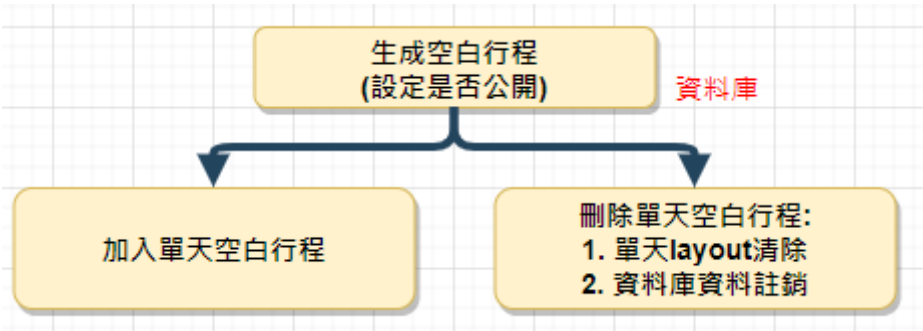 生成空白行程
(設定是否公開)
資料庫
加入單天空白行程
刪除單天空白行程:
1. 單天layout清除
2. 資料庫資料註銷